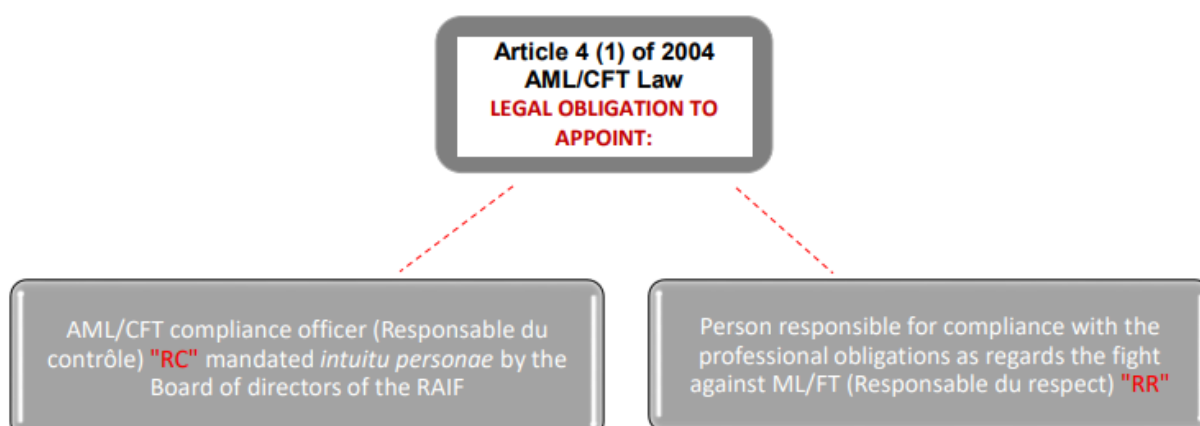 Article 4 (1) of 2004
AML/CFT Law
LEGAL OBLIGATION TO
APPOINT:
AML/CFT compliance officer (Responsable du
contrôle) "RC" mandated intuitu personae by the
Board of directors of the RAIF
Person responsible for compliance with the
professional obligations as regards the fight
against ML/FT (Responsable du respect) "RR"